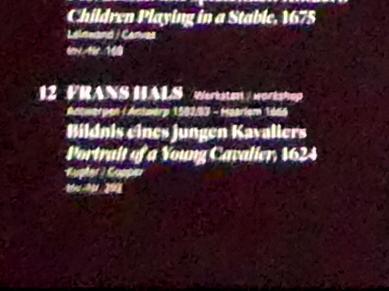 Children Playing in a Stable, 1675
Leinwand / Canvas
Inv.-Nr. 168
12 FRANS HALS Werkstatt / workshop
Antwerpen / Antwerp 1582/83 – Haarlem 1666
Bildnis eines jungen Kavaliers
Portrait of a Young Cavalier, 1624
Kupfer / Copper
Inv.-Nr. 293